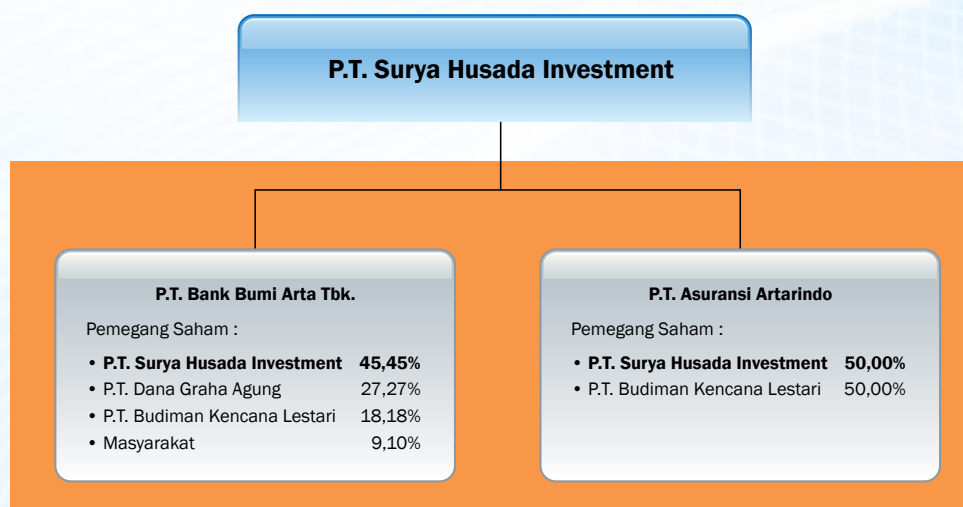 P.T. Surya Husada Investment
P.T. Bank Bumi Arta Tbk.
Pemegang Saham :
• P.T. Surya Husada Investment 45,45%
• P.T. Dana Graha Agung 27,27%
• P.T. Budiman Kencana Lestari 18,18%
• Masyarakat 9,10%
P.T. Asuransi Artarindo
Pemegang Saham :
• P.T. Surya Husada Investment 50,00%
• P.T. Budiman Kencana Lestari 50,00%